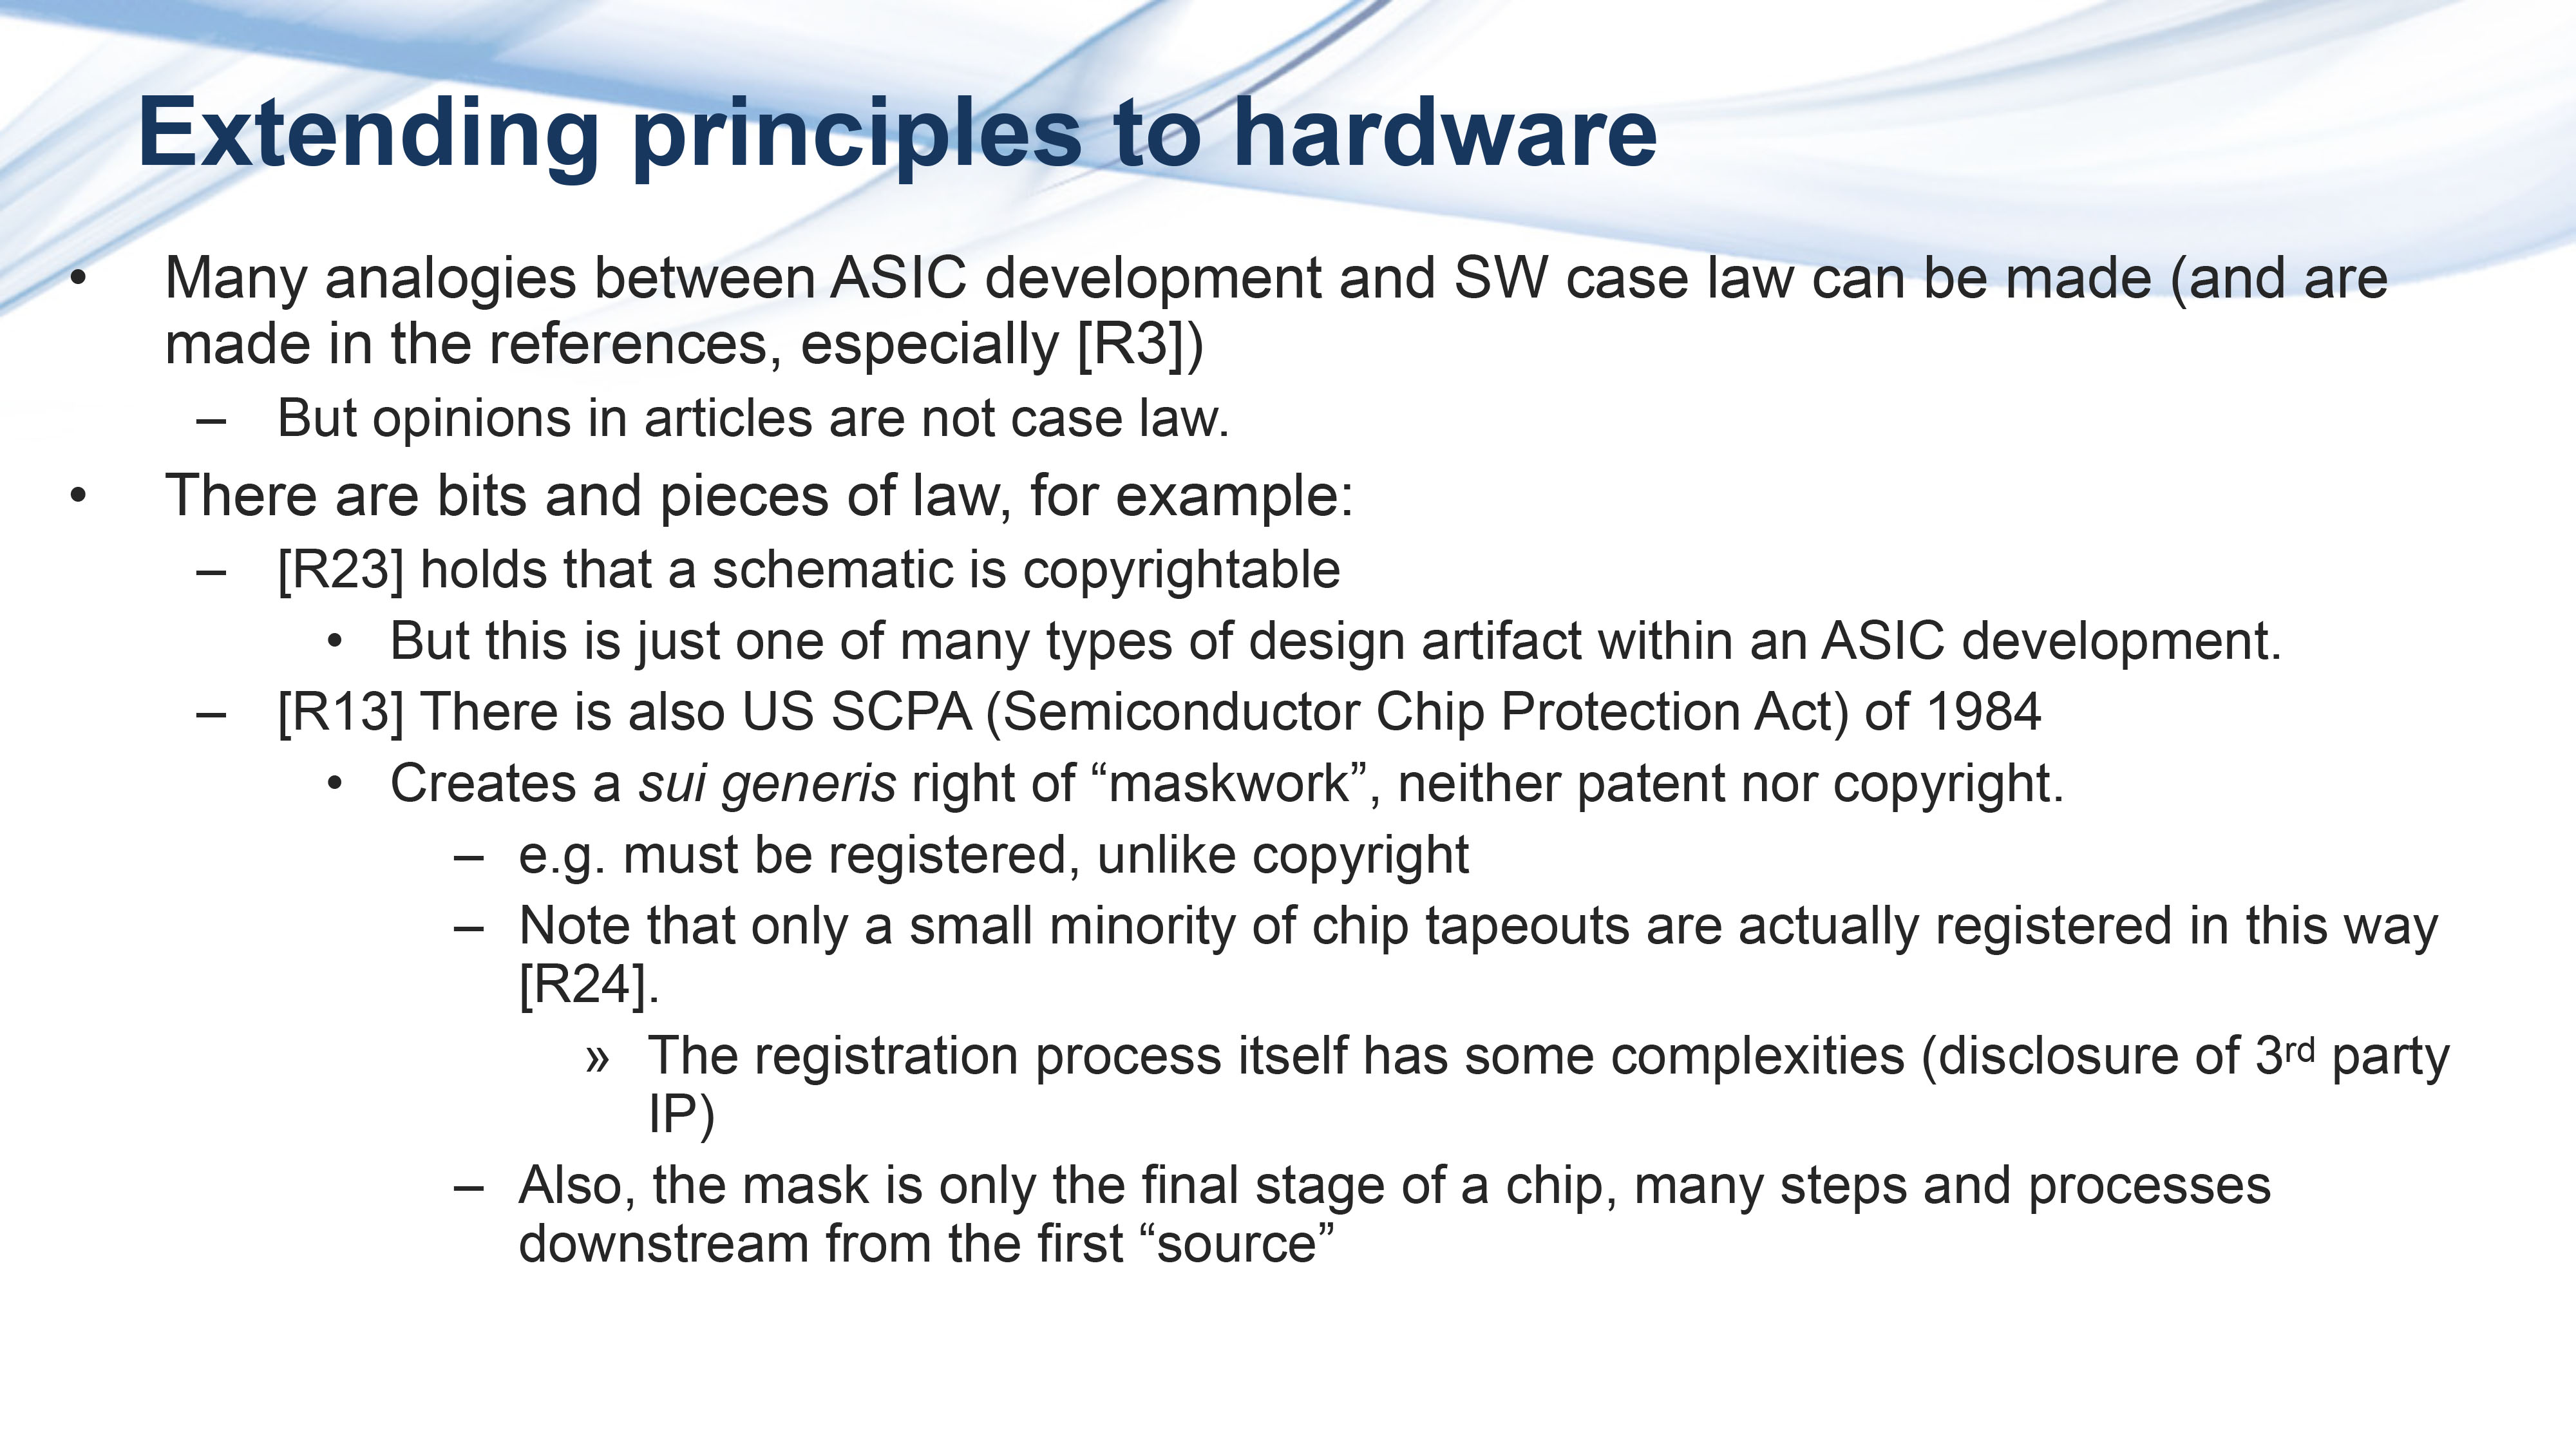 Extending principles to hardware
• Many analogies between ASIC development and SW case law can be made (and are
made in the references, especially [R3])
– But opinions in articles are not case law.
• There are bits and pieces of law, for example:
– [R23] holds that a schematic is copyrightable
• But this is just one of many types of design artifact within an ASIC development.
– [R13] There is also US SCPA (Semiconductor Chip Protection Act) of 1984
• Creates a sui generis right of “maskwork”, neither patent nor copyright.
– e.g. must be registered, unlike copyright
– Note that only a small minority of chip tapeouts are actually registered in this way
[R24].
» The registration process itself has some complexities (disclosure of 3rd party
IP)
– Also, the mask is only the final stage of a chip, many steps and processes
downstream from the first “source”